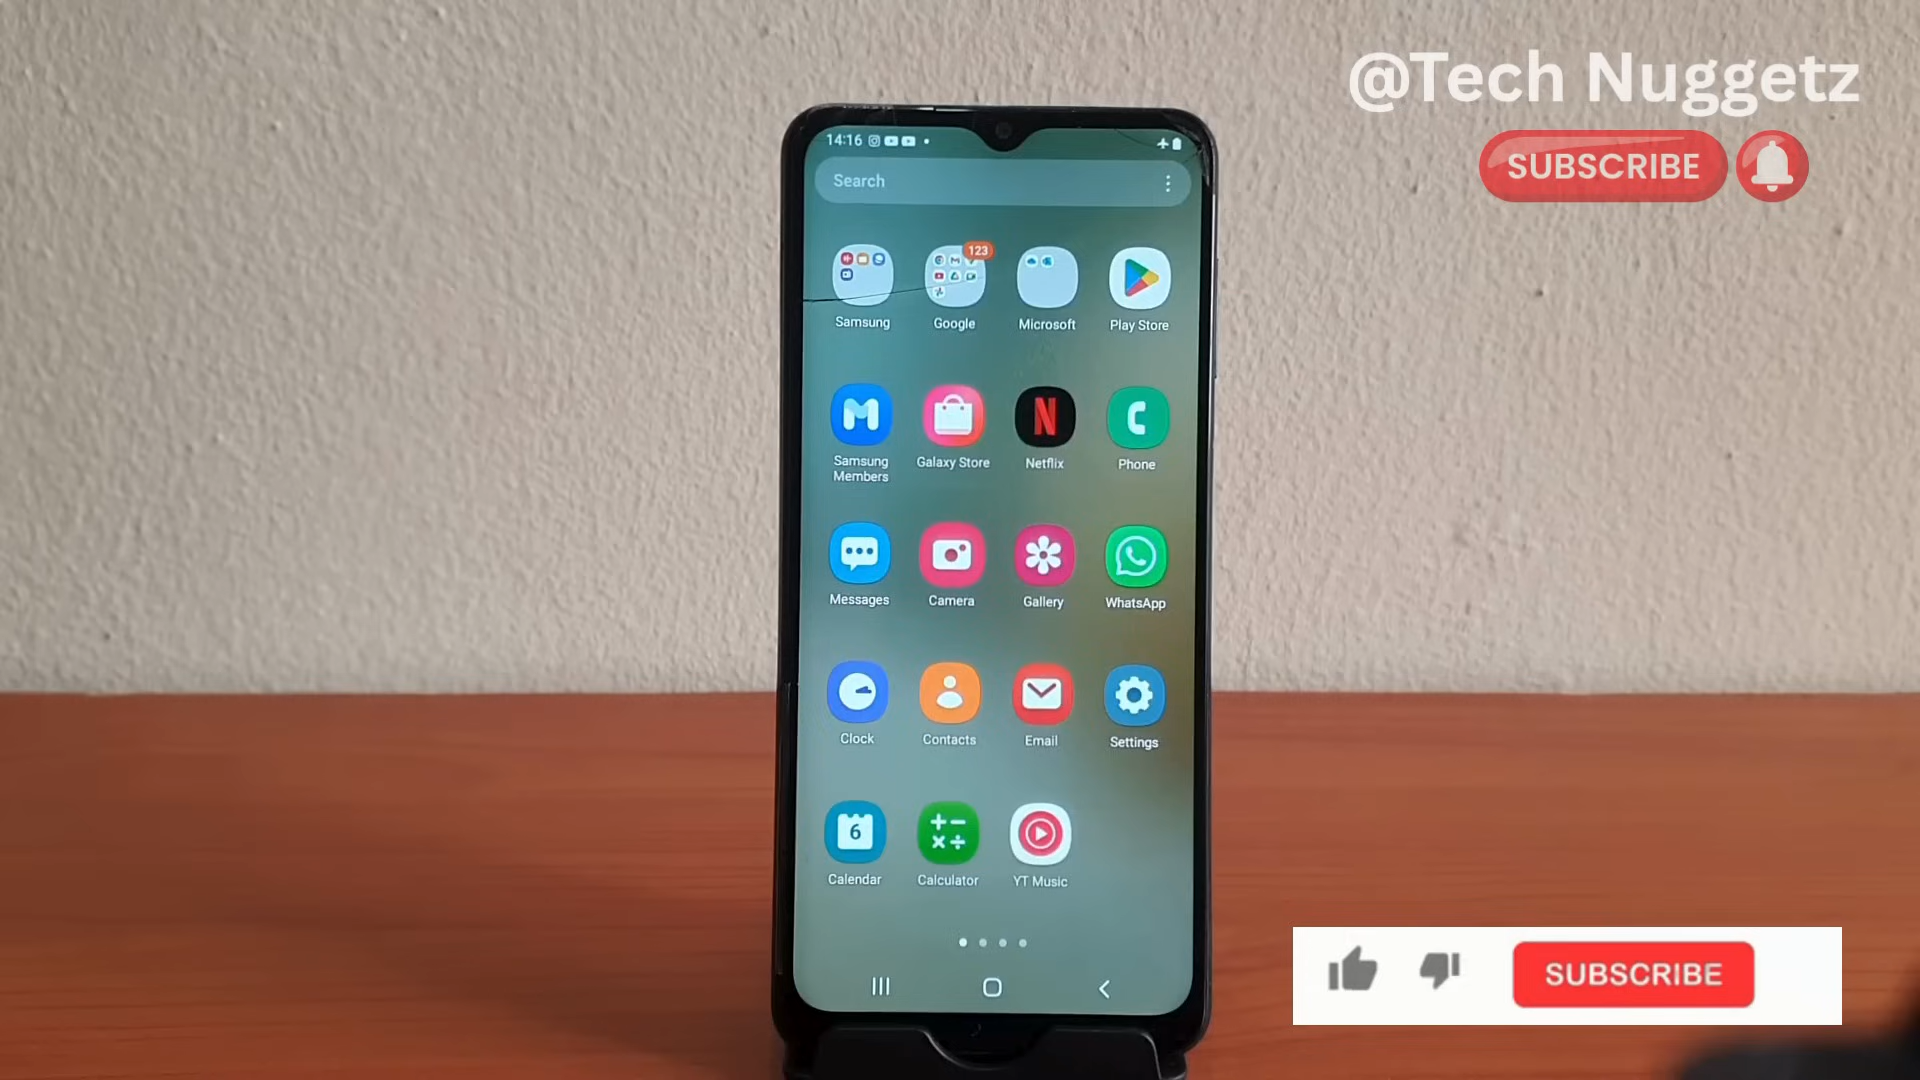 @Tech Nuggetz
SUBSCRIBE
14:16
Search
123
Samsung
Google
Microsoft
Play Store
Samsung
Members
Galaxy Store
N
Netflix
Phone
Messages
Camera
Gallery
WhatsApp
Clock
Contacts
Email
Settings
6
Calendar
Calculator
YT Music
SUBSCRIBE